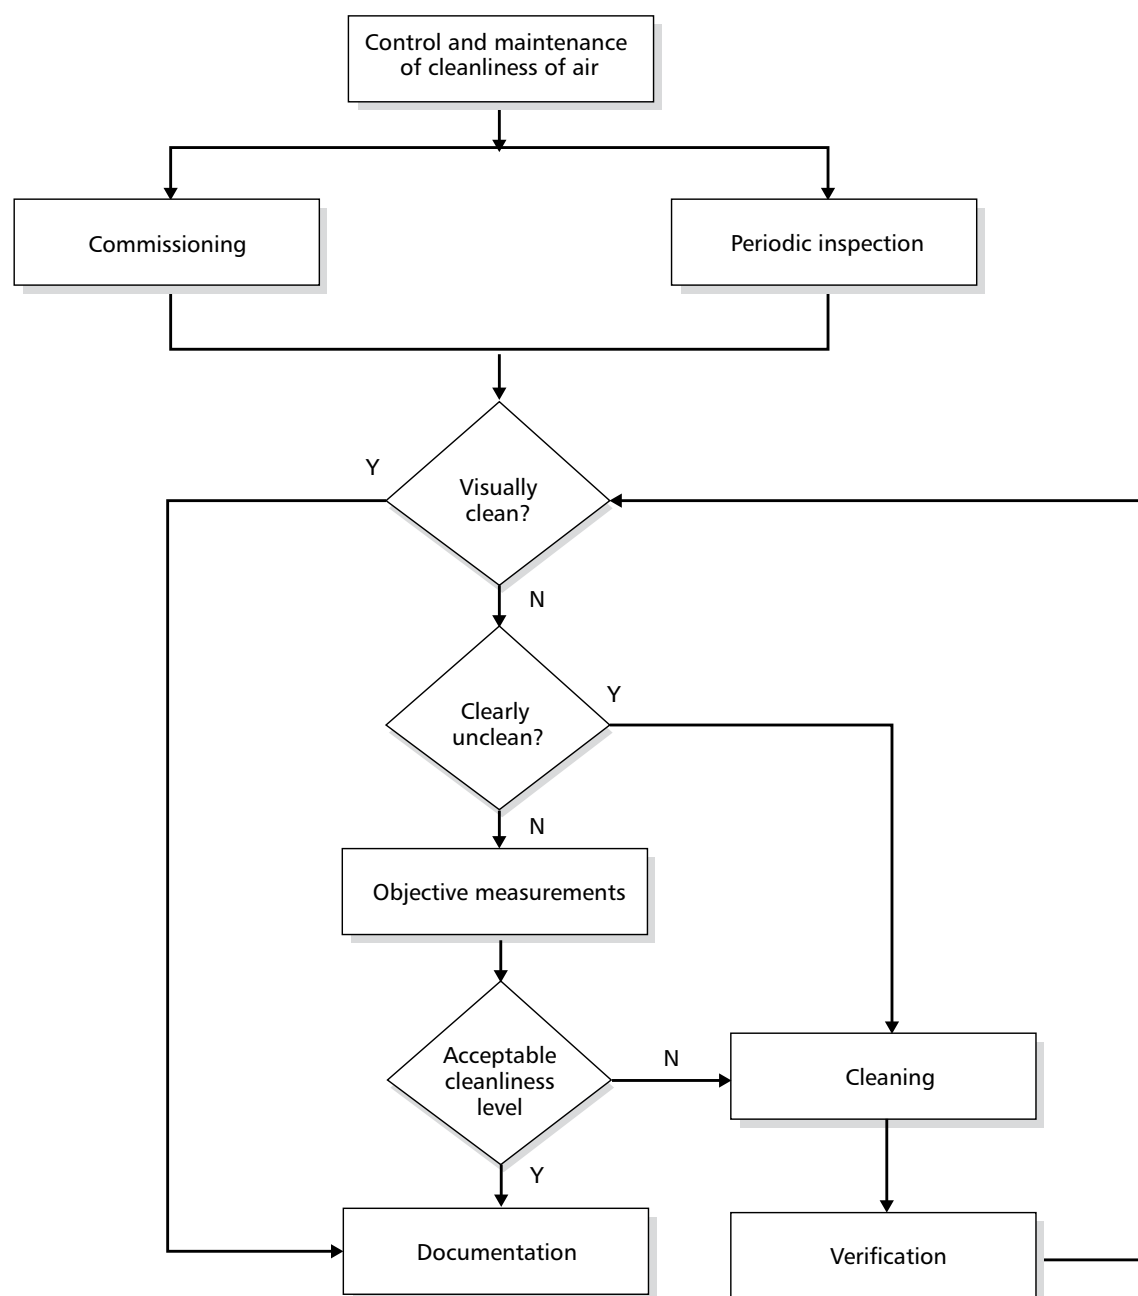 Control and maintenance
of cleanliness of air
Commissioning
Periodic inspection
Y
Visually
clean?
N
Y
Clearly
unclean?
N
Objective measurements
Acceptable
cleanliness
level
N
Cleaning
Y
Documentation
Verification